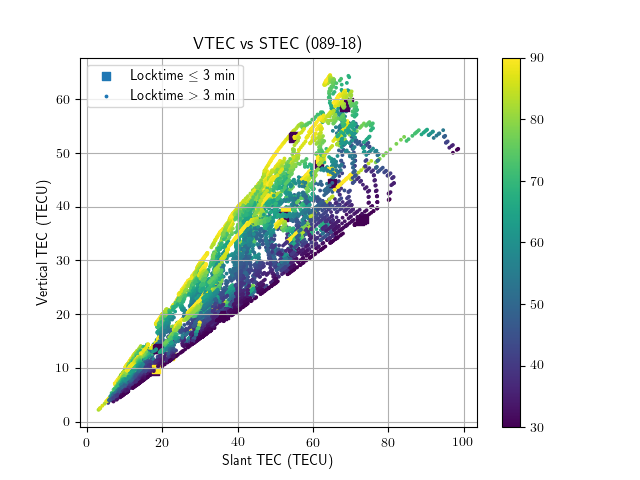 VTEC vs STEC (089-18)
Locktime ≤ 3 min
Locktime > 3 min
60
50
40
30
20
10
0
Vertical TEC (TECU)
0 20 40 60 80 100
Slant TEC (TECU)
90
80
70
60
50
40
30